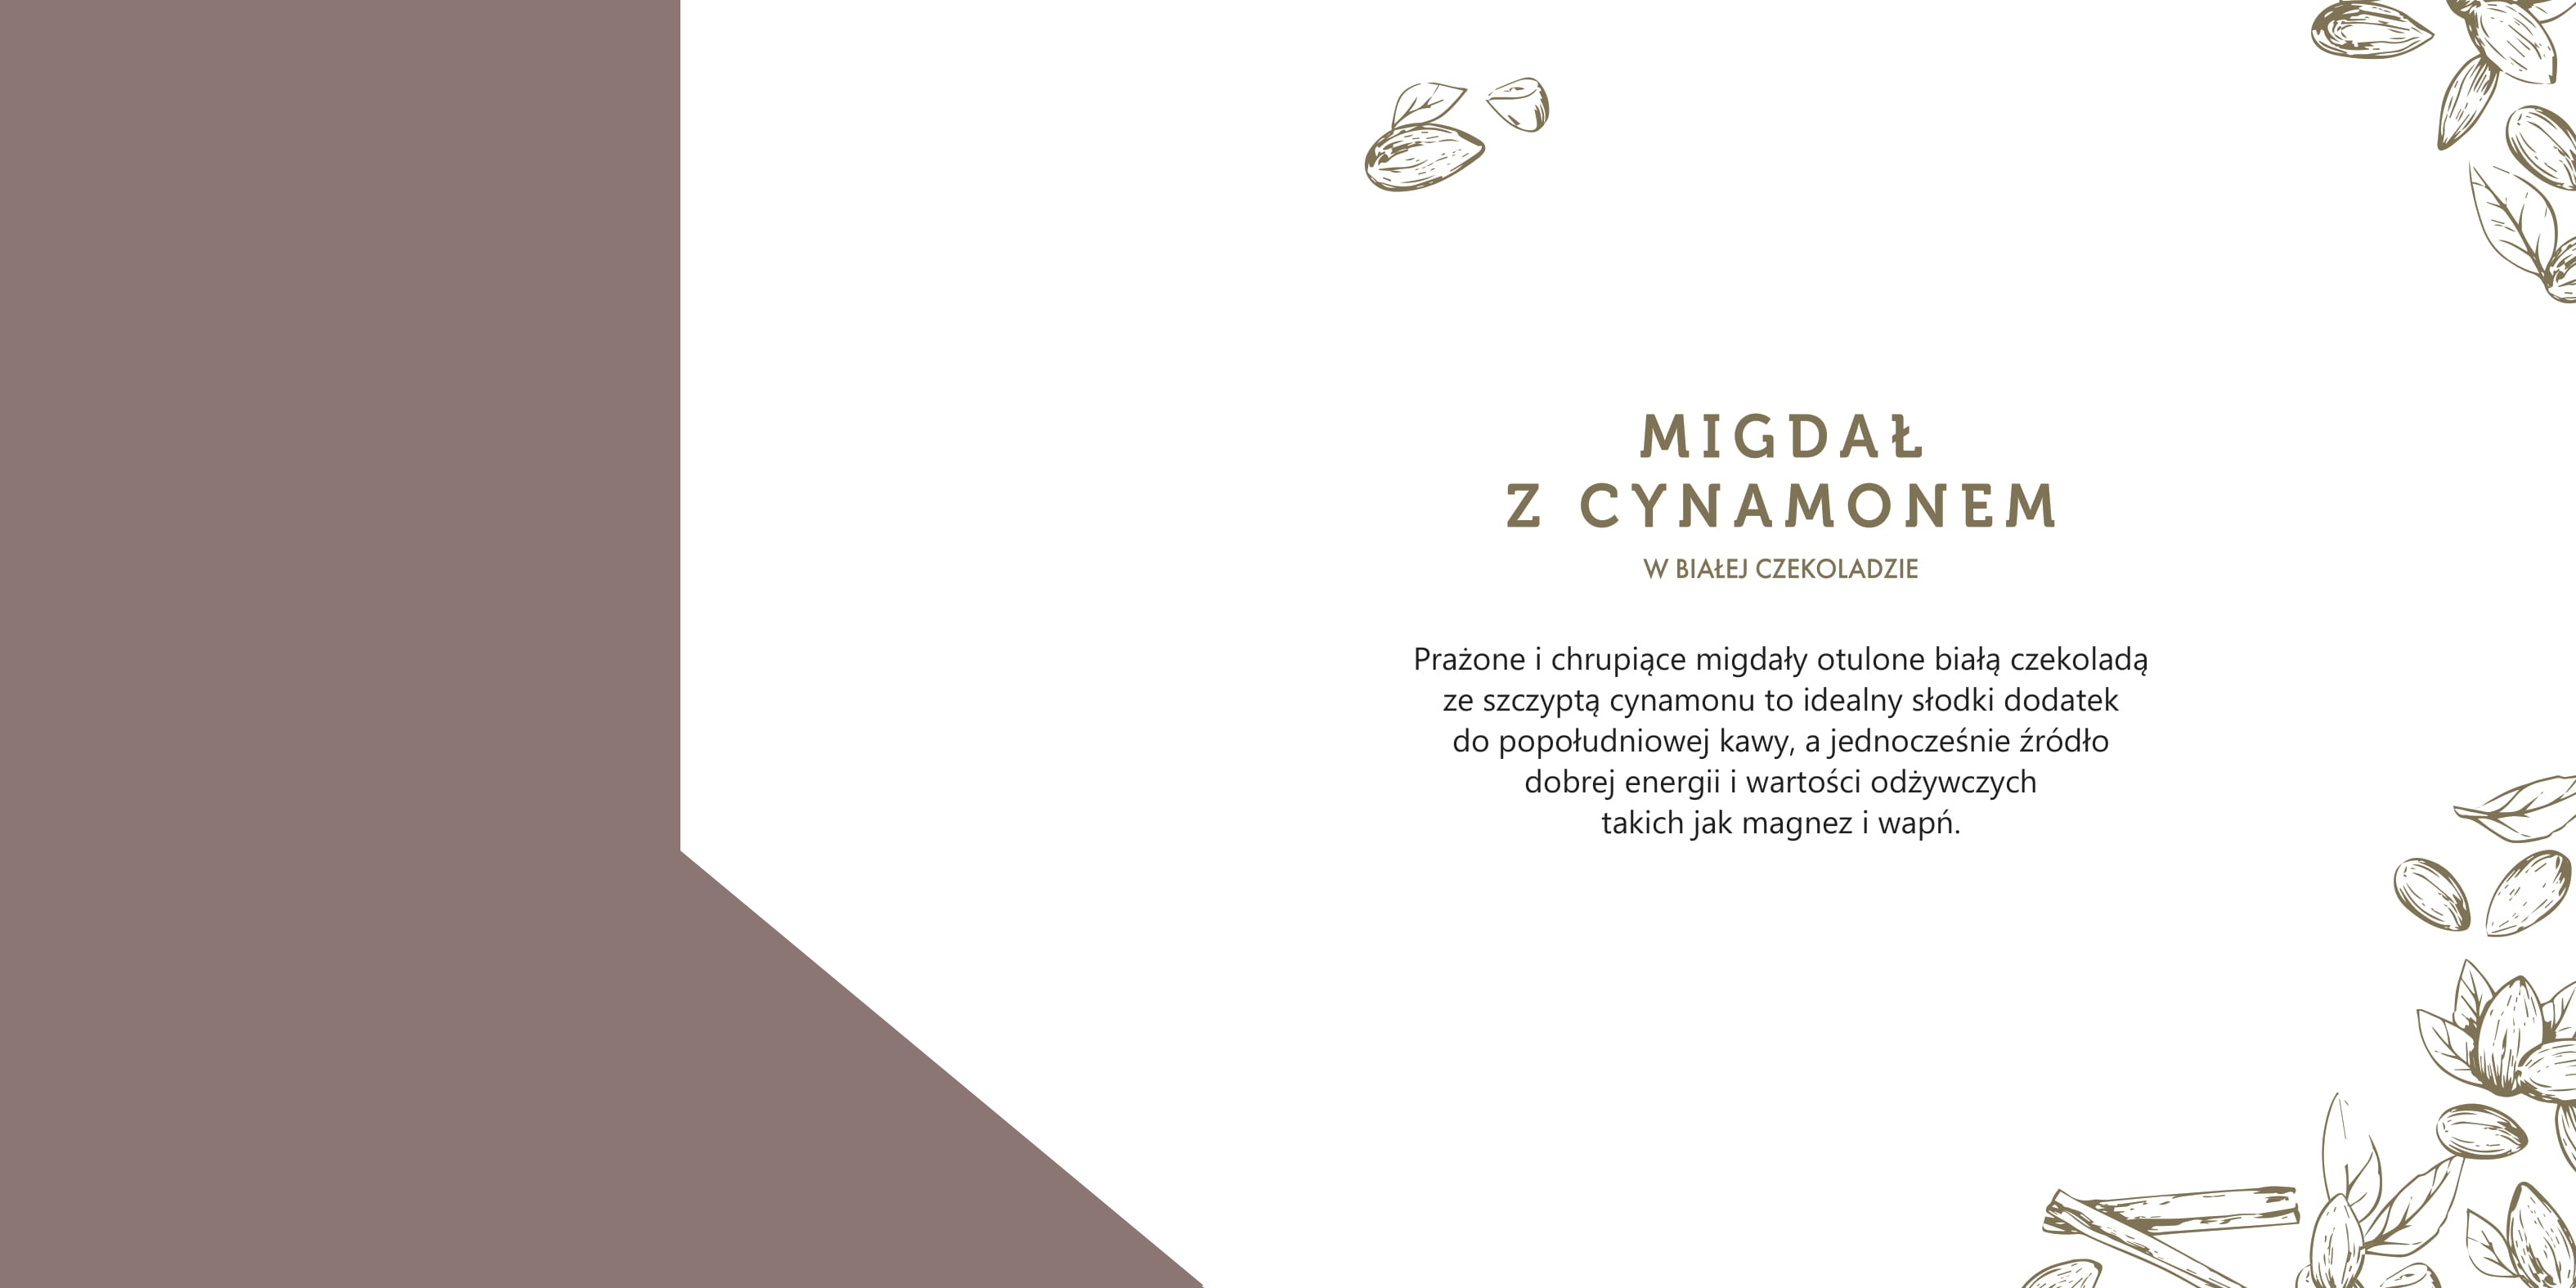 MIGDAŁ
Z CYNAMONEM
W BIAŁEJ CZEKOLADZIE
Prażone i chrupiące migdały otulone białą czekoladą
ze szczyptą cynamonu to idealny słodki dodatek
do popołudniowej kawy, a jednocześnie źródło
dobrej energii i wartości odżywczych
takich jak magnez i wapń.